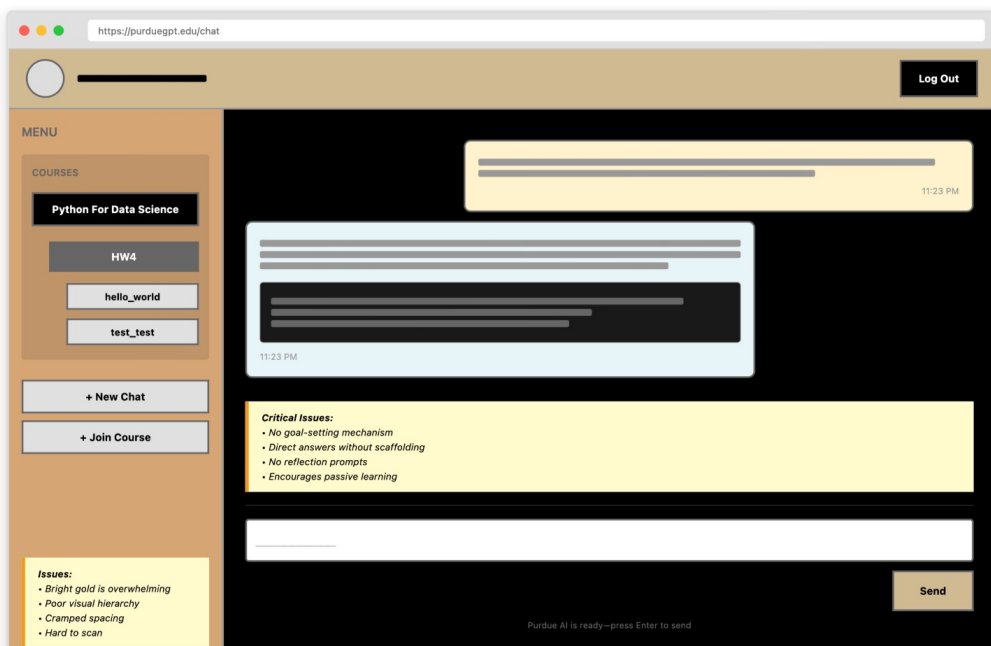 https://purduegpt.edu/chat
Log Out
MENU
COURSES
Python For Data Science
HW4
hello_world
test_test
+ New Chat
+ Join Course
Issues:
• Bright gold is overwhelming
• Poor visual hierarchy
• Cramped spacing
• Hard to scan
11:23 PM
11:23 PM
Critical Issues:
• No goal-setting mechanism
• Direct answers without scaffolding
• No reflection prompts
• Encourages passive learning
Send
Purdue AI is ready—press Enter to send